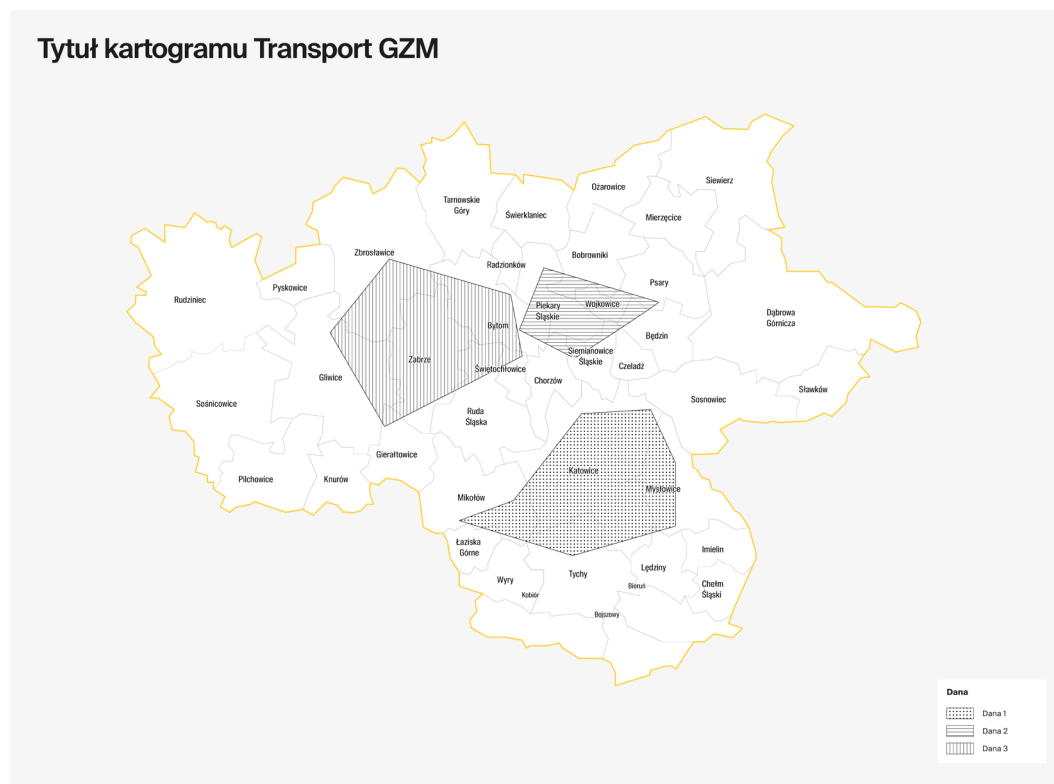 Tytuł kartogramu Transport GZM
Siewierz
Ożarowice
Tarnowskie
Góry
Świerklaniec
Mierzęcice
Zbrosławice
Bobrowniki
Radzionków
Psary
Pyskowice
Rudziniec
Piekary
Śląskie
Wojkowice
Dąbrowa
Górnicza
Bytom
Będzin
Siemianowice
Śląskie
Zabrze
Czeladź
Świętochłowice
Gliwice
Chorzów
Sławków
Sosnowiec
Sośnicowice
Ruda
Śląska
Gierałtowice
Katowice
Pilchowice
Knurów
Mysłowice
Mikołów
Łaziska
Górne
Imielin
Lędziny
Tychy
Wyry
Bieruń
Chełm
Śląski
Kobiór
Bojszowy
Dana
Dana 1
Dana 2
Dana 3